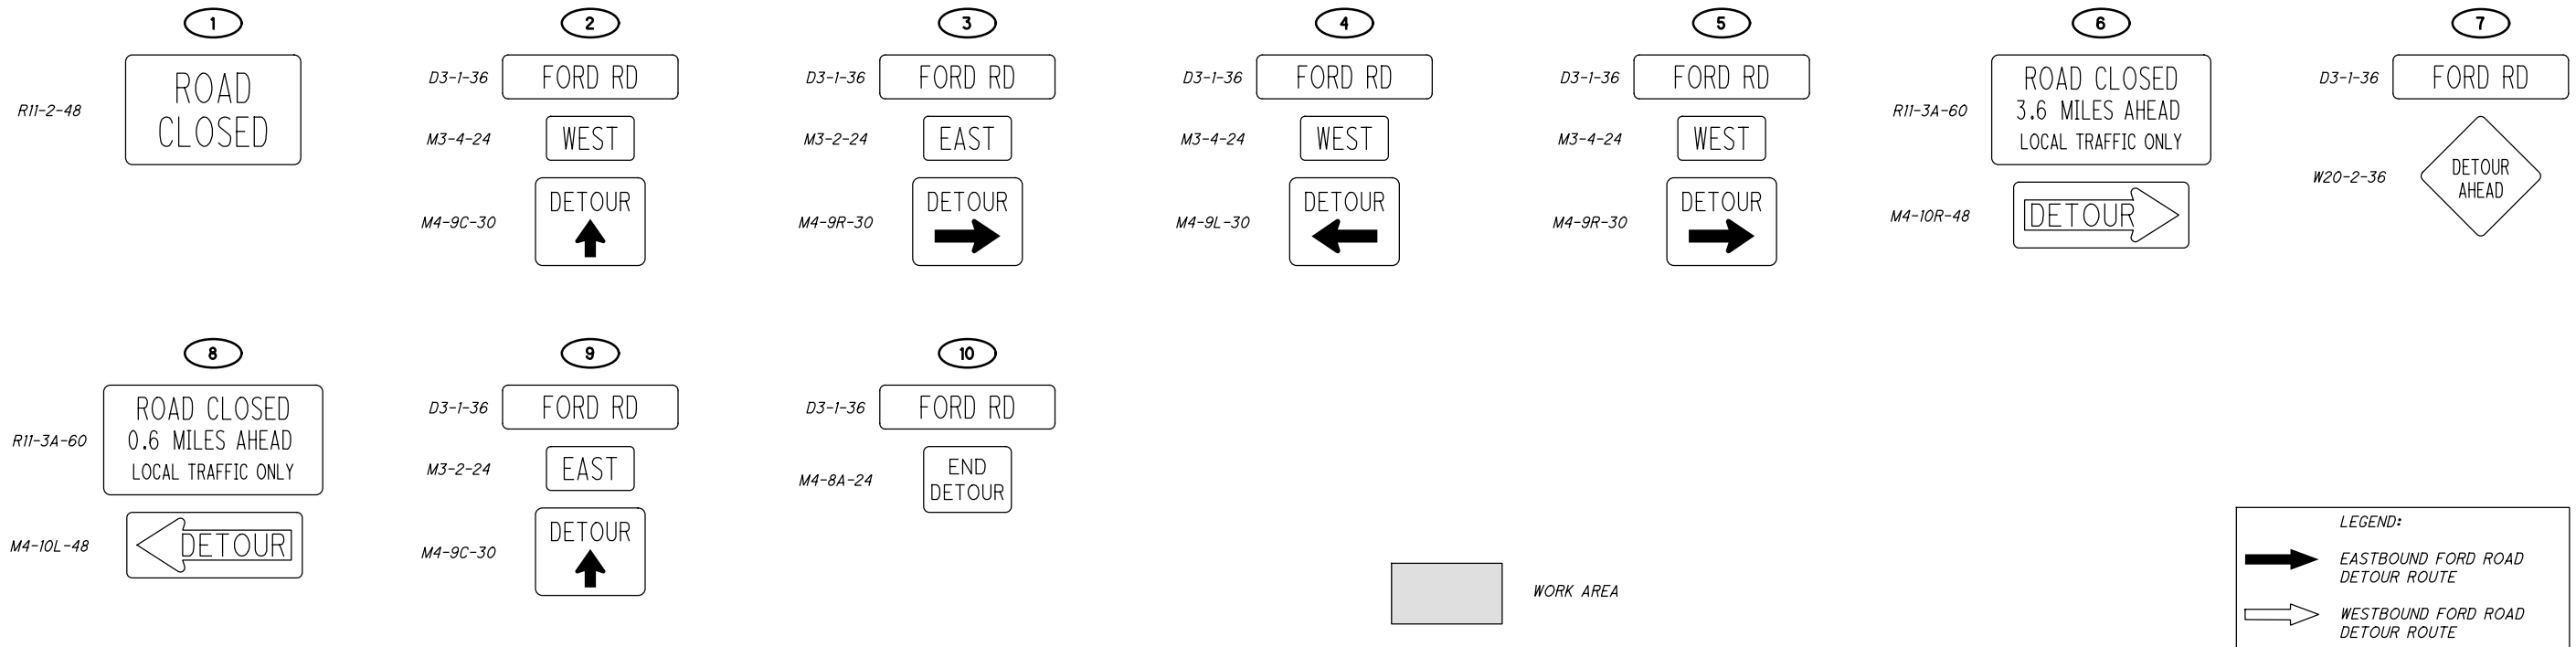 1
R11-2-48
ROAD
CLOSED
2
D3-1-36
FORD RD
M3-4-24
WEST
M4-9C-30
DETOUR
3
D3-1-36
FORD RD
M3-2-24
EAST
M4-9R-30
DETOUR
4
D3-1-36
FORD RD
M3-4-24
WEST
M4-9L-30
DETOUR
5
D3-1-36
FORD RD
M3-4-24
WEST
M4-9R-30
DETOUR
6
R11-3A-60
ROAD CLOSED
3.6 MILES AHEAD
LOCAL TRAFFIC ONLY
M4-10R-48
DETOUR
7
D3-1-36
FORD RD
W20-2-36
DETOUR
AHEAD
8
R11-3A-60
ROAD CLOSED
0.6 MILES AHEAD
LOCAL TRAFFIC ONLY
M4-10L-48
DETOUR
9
D3-1-36
FORD RD
M3-2-24
EAST
M4-9C-30
DETOUR
10
D3-1-36
FORD RD
M4-8A-24
END
DETOUR
WORK AREA
LEGEND:
EASTBOUND FORD ROAD
DETOUR ROUTE
WESTBOUND FORD ROAD
DETOUR ROUTE